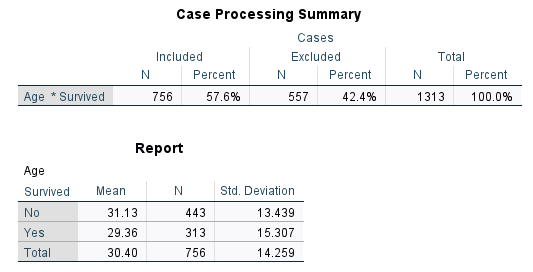 Case Processing Summary
Cases
Included Excluded Total
N Percent N Percent N Percent
Age * Survived 756 57.6% 557 42.4% 1313 100.0%
Report
Age
Survived Mean N Std. Deviation
No 31.13 443 13.439
Yes 29.36 313 15.307
Total 30.40 756 14.259